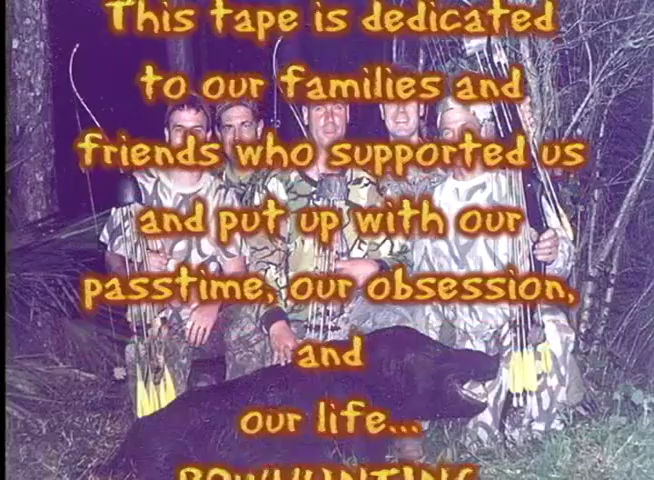 This tape is dedicated
to our families and
friends who supported us
and put up with our
passtime, our obsession,
and
our life...
BOWHUNTING